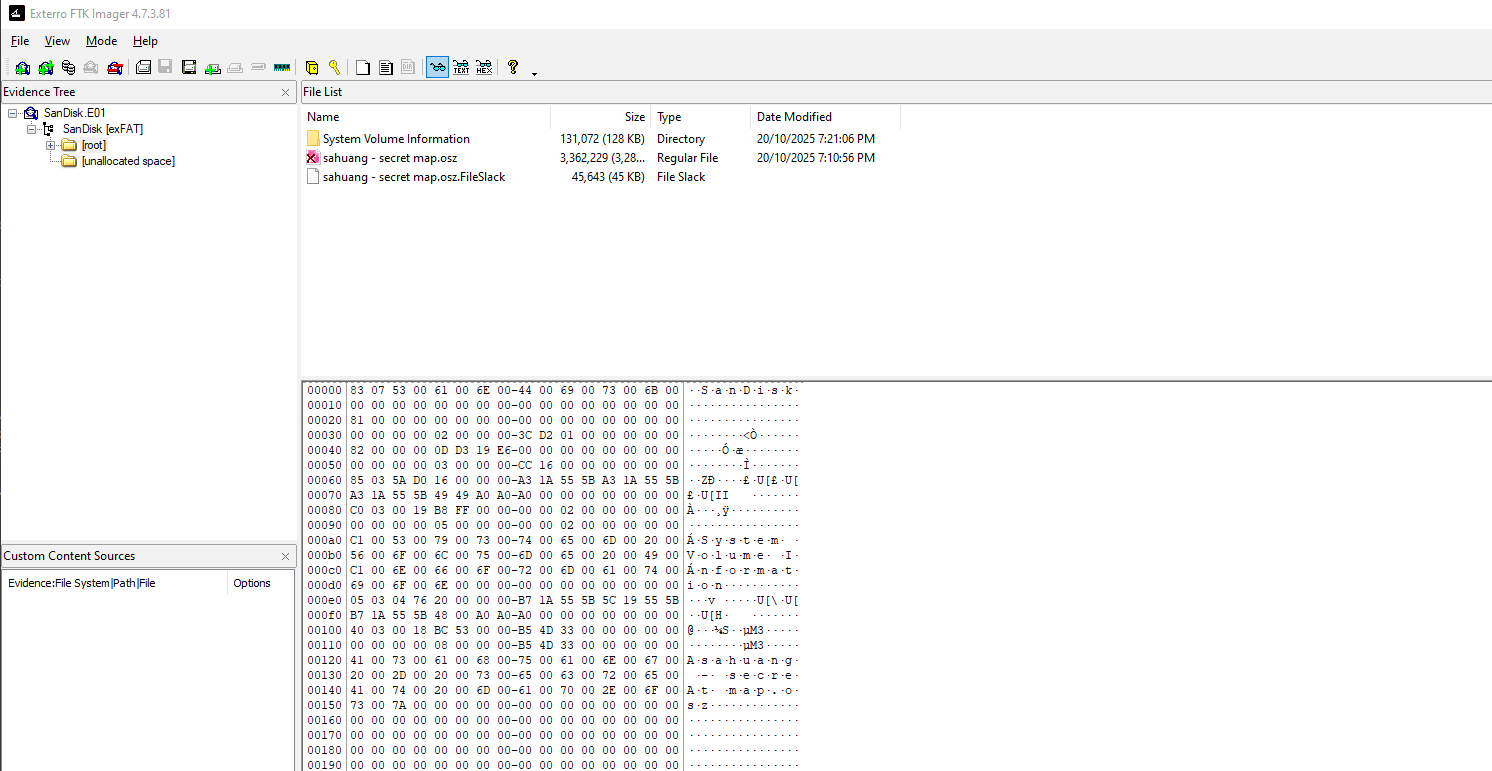 Exterro FTK Imager 4.7.3.81
File View Mode Help
TEXT HEX
Evidence Tree
SanDisk.E01
SanDisk [exFAT]
[root]
[unallocated space]
File List
Name Size Type Date Modified
System Volume Information 131,072 (128 KB) Directory 20/10/2025 7:21:06 PM
sahuang - secret map.osz 3,362,229 (3,28... Regular File 20/10/2025 7:10:56 PM
sahuang - secret map.osz.FileSlack 45,643 (45 KB) File Slack
Custom Content Sources
Evidence:File System|Path|File Options
00000 83 07 53 00 61 00 6E 00-44 00 69 00 73 00 6B 00 ··S·a·n·D·i·s·k·
00010 00 00 00 00 00 00 00 00-00 00 00 00 00 00 00 00 ················
00020 81 00 00 00 00 00 00 00-00 00 00 00 00 00 00 00 ················
00030 00 00 00 00 02 00 00 00-3C D2 01 00 00 00 00 00 ········<Ò······
00040 82 00 00 00 0D D3 19 E6-00 00 00 00 00 00 00 00 ·····Ó·æ········
00050 00 00 00 00 03 00 00 00-CC 16 00 00 00 00 00 00 ········Ì·······
00060 85 03 5A D0 16 00 00 00-A3 1A 55 5B A3 1A 55 5B ··ZÐ····£·U[£·U[
00070 A3 1A 55 5B 49 49 A0 A0-A0 00 00 00 00 00 00 00 £·U[II   ·······
00080 C0 03 00 19 B8 FF 00 00-00 00 02 00 00 00 00 00 À···¸ÿ··········
00090 00 00 00 00 05 00 00 00-00 00 02 00 00 00 00 00 ················
000a0 C1 00 53 00 79 00 73 00-74 00 65 00 6D 00 20 00 Á·S·y·s·t·e·m· ·
000b0 56 00 6F 00 6C 00 75 00-6D 00 65 00 20 00 49 00 V·o·l·u·m·e· ·I·
000c0 C1 00 6E 00 66 00 6F 00-72 00 6D 00 61 00 74 00 Á·n·f·o·r·m·a·t·
000d0 69 00 6F 00 6E 00 00 00-00 00 00 00 00 00 00 00 i·o·n···········
000e0 05 03 04 76 20 00 00 00-B7 1A 55 5B 5C 19 55 5B ···v ·····U[\·U[
000f0 B7 1A 55 5B 48 00 A0 A0-A0 00 00 00 00 00 00 00 ··U[H·   ·······
00100 40 03 00 18 BC 53 00 00-B5 4D 33 00 00 00 00 00 @···¼S··µM3·····
00110 00 00 00 00 08 00 00 00-B5 4D 33 00 00 00 00 00 ········µM3·····
00120 41 00 73 00 61 00 68 00-75 00 61 00 6E 00 67 00 A·s·a·h·u·a·n·g·
00130 20 00 2D 00 20 00 73 00-65 00 63 00 72 00 65 00  ·-· ·s·e·c·r·e·
00140 41 00 74 00 20 00 6D 00-61 00 70 00 2E 00 6F 00 A·t· ·m·a·p·.·o·
00150 73 00 7A 00 00 00 00 00-00 00 00 00 00 00 00 00 s·z·············
00160 00 00 00 00 00 00 00 00-00 00 00 00 00 00 00 00 ················
00170 00 00 00 00 00 00 00 00-00 00 00 00 00 00 00 00 ················
00180 00 00 00 00 00 00 00 00-00 00 00 00 00 00 00 00 ················
00190 00 00 00 00 00 00 00 00-00 00 00 00 00 00 00 00 ················